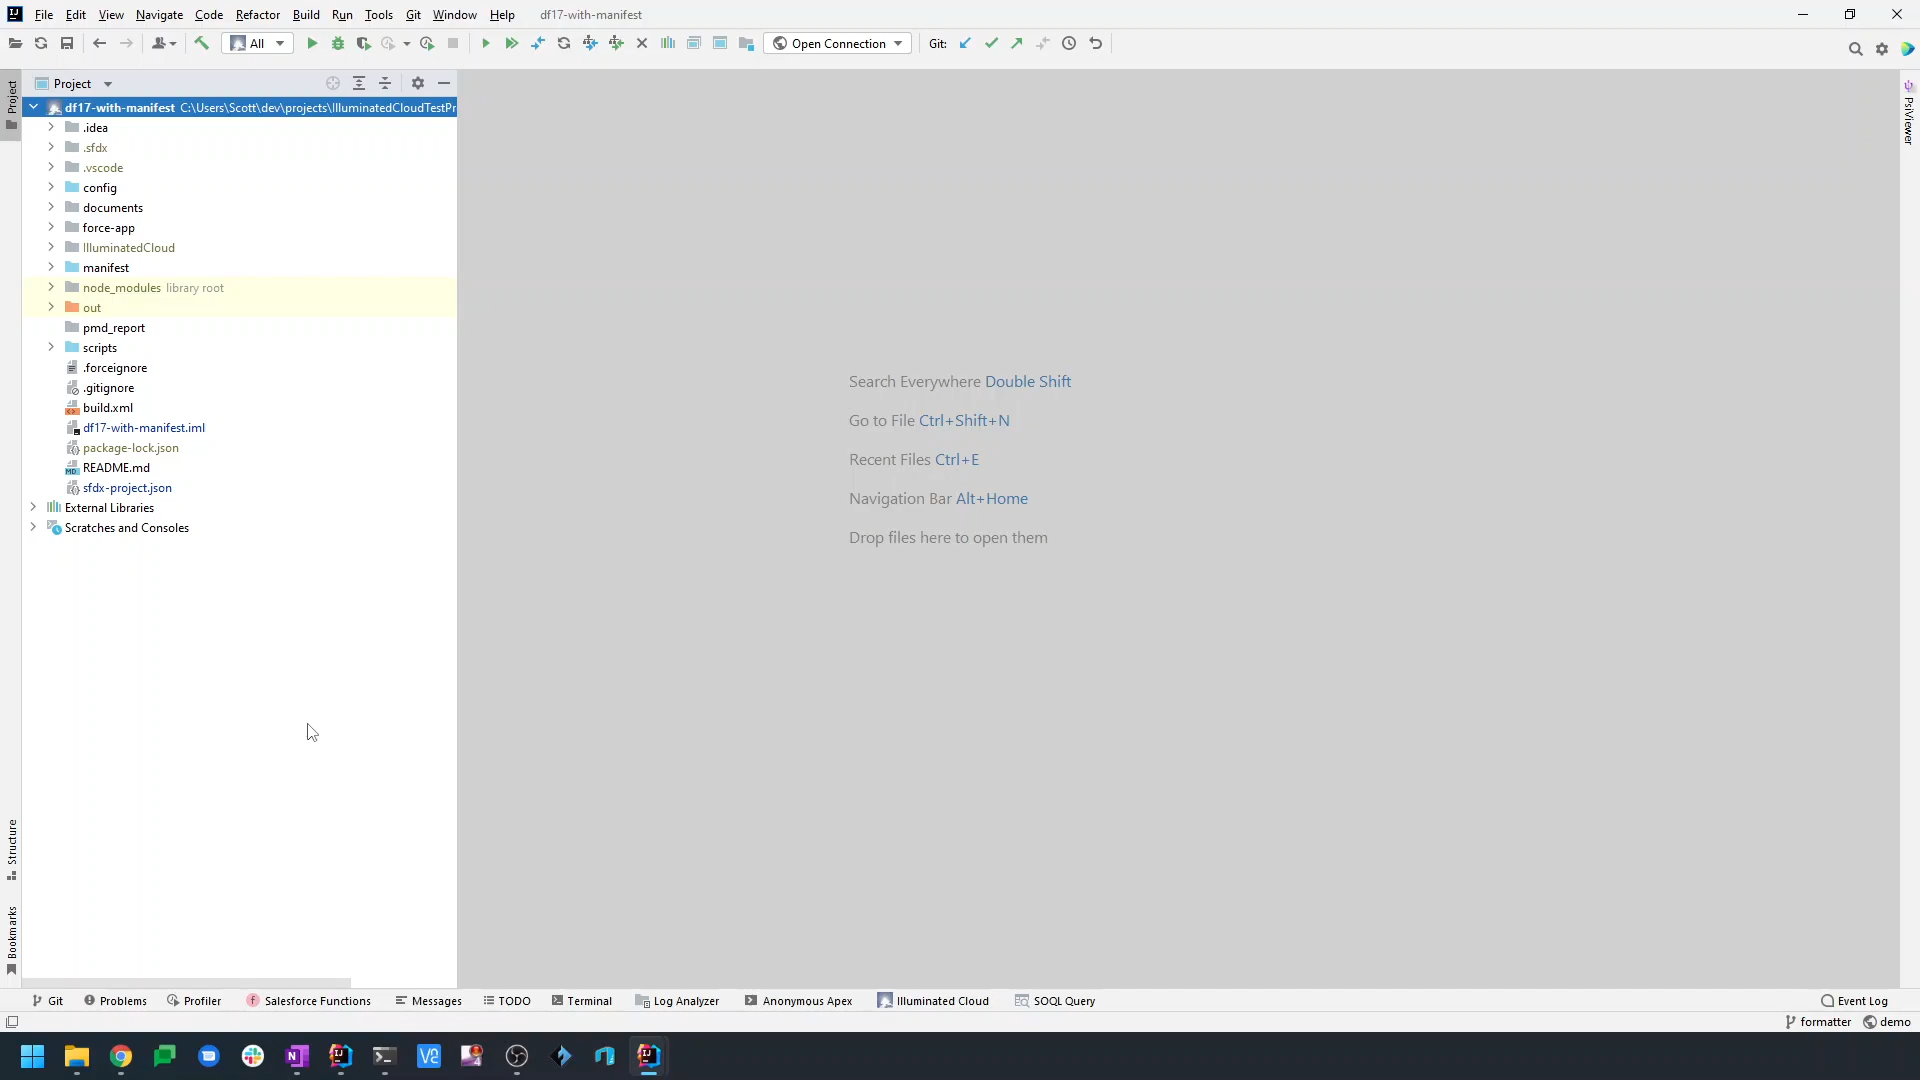 File Edit View Navigate Code Refactor Build Run Tools Git Window Help df17-with-manifest
All Open Connection Git:
Project
df17-with-manifest C:\Users\Scott\dev\projects\IlluminatedCloudTestPr
.idea
.sfdx
.vscode
config
documents
force-app
IlluminatedCloud
manifest
node_modules library root
out
pmd_report
scripts
.forceignore
.gitignore
build.xml
df17-with-manifest.iml
package-lock.json
README.md
sfdx-project.json
External Libraries
Scratches and Consoles
Project
Structure
Bookmarks
Search Everywhere Double Shift
Go to File Ctrl+Shift+N
Recent Files Ctrl+E
Navigation Bar Alt+Home
Drop files here to open them
PsiViewer
Git Problems Profiler Salesforce Functions Messages TODO Terminal Log Analyzer Anonymous Apex Illuminated Cloud SOQL Query Event Log
formatter demo